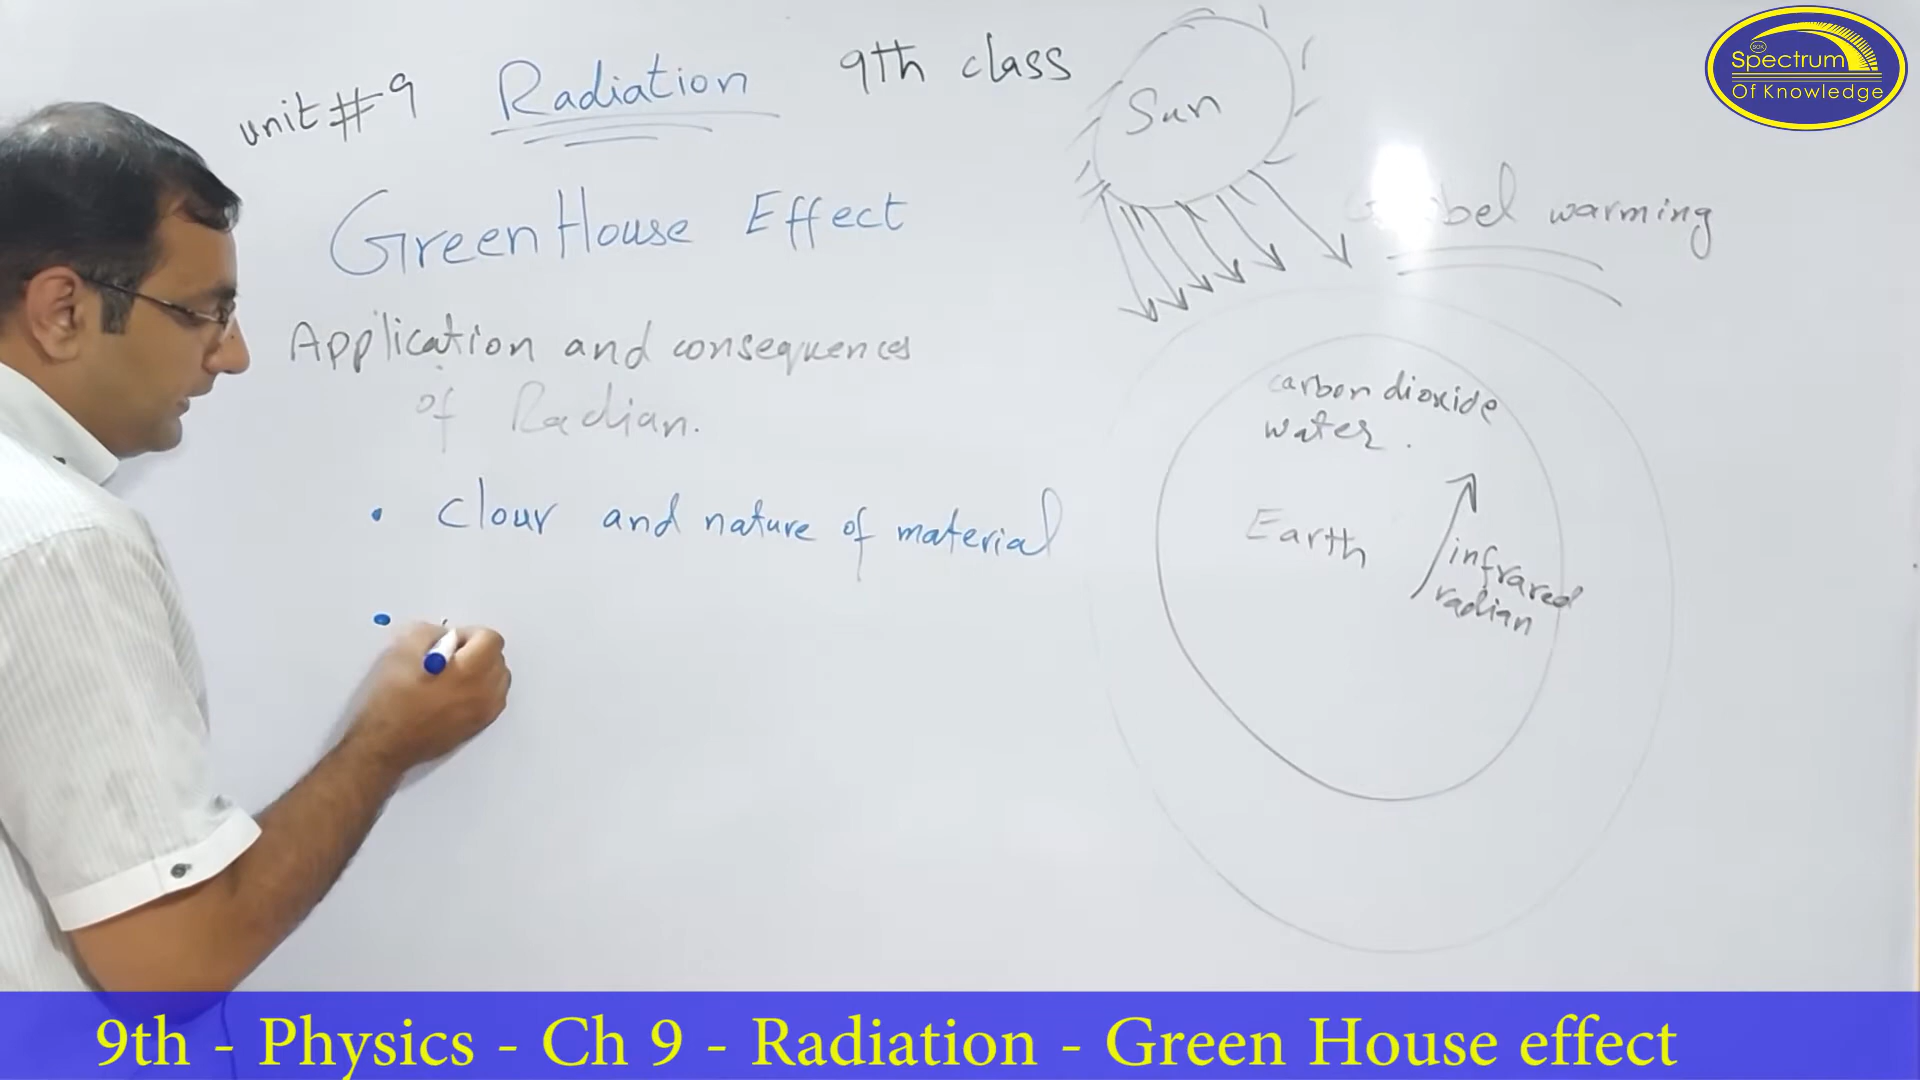 unit # 9 Radiation 9th class
Green House Effect
Application and consequences
of Radian.
• Clour and nature of material
•
Sun
warming
carbon dioxide
water.
Earth
infrared
radian
SOK
Spectrum
Of Knowledge
9th - Physics - Ch 9 - Radiation - Green House effect